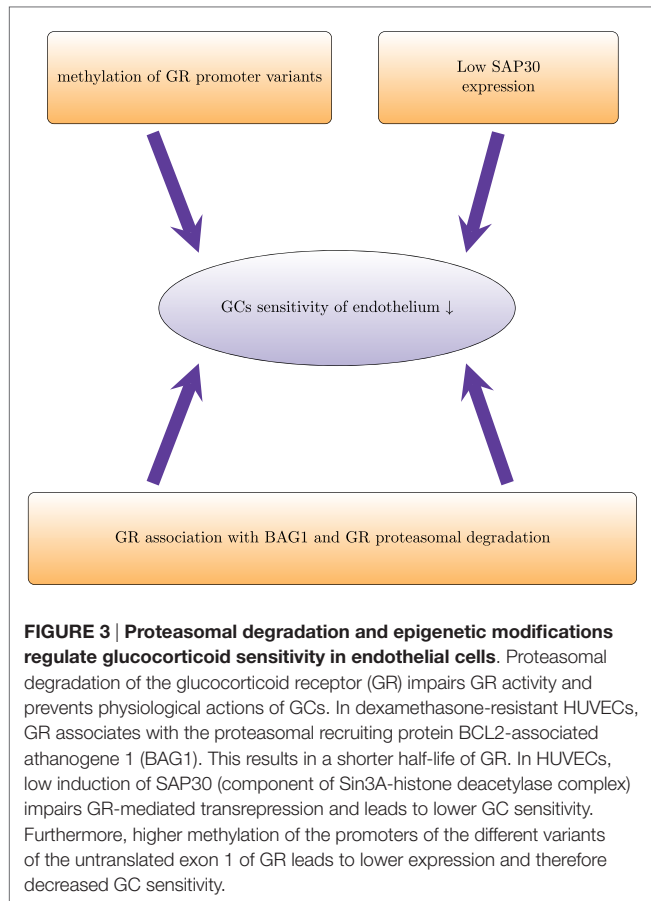 methylation of GR promoter variants
Low SAP30
expression
GCs sensitivity of endothelium ↓
GR association with BAG1 and GR proteasomal degradation
FIGURE 3 | Proteasomal degradation and epigenetic modifications
regulate glucocorticoid sensitivity in endothelial cells. Proteasomal
degradation of the glucocorticoid receptor (GR) impairs GR activity and
prevents physiological actions of GCs. In dexamethasone-resistant HUVECs,
GR associates with the proteasomal recruiting protein BCL2-associated
athanogene 1 (BAG1). This results in a shorter half-life of GR. In HUVECs,
low induction of SAP30 (component of Sin3A-histone deacetylase complex)
impairs GR-mediated transrepression and leads to lower GC sensitivity.
Furthermore, higher methylation of the promoters of the different variants
of the untranslated exon 1 of GR leads to lower expression and therefore
decreased GC sensitivity.